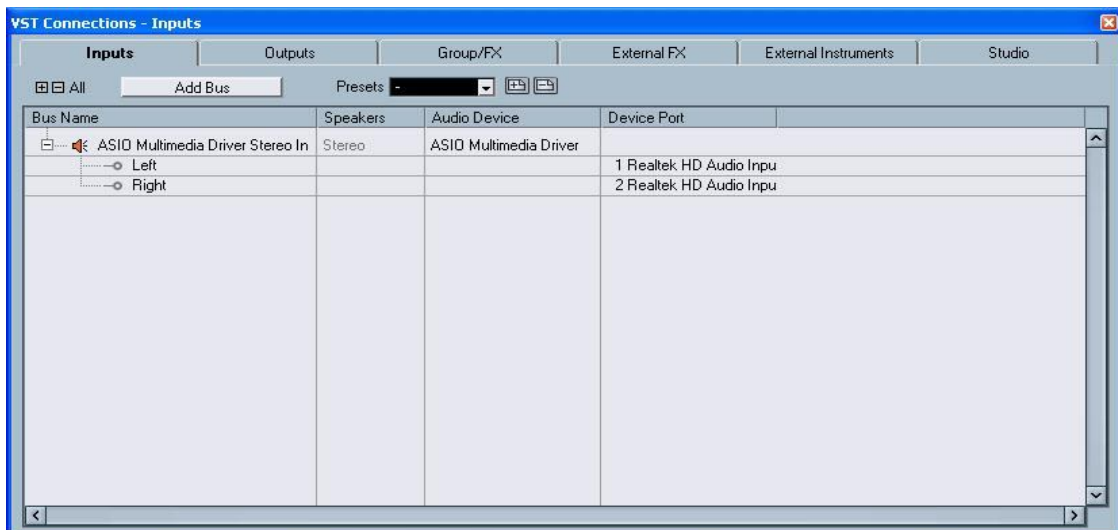 VST Connections - Inputs
Inputs Outputs Group/FX External FX External Instruments Studio
All Add Bus Presets -
Bus Name Speakers Audio Device Device Port
ASIO Multimedia Driver Stereo In Stereo ASIO Multimedia Driver
Left 1 Realtek HD Audio Inpu
Right 2 Realtek HD Audio Inpu